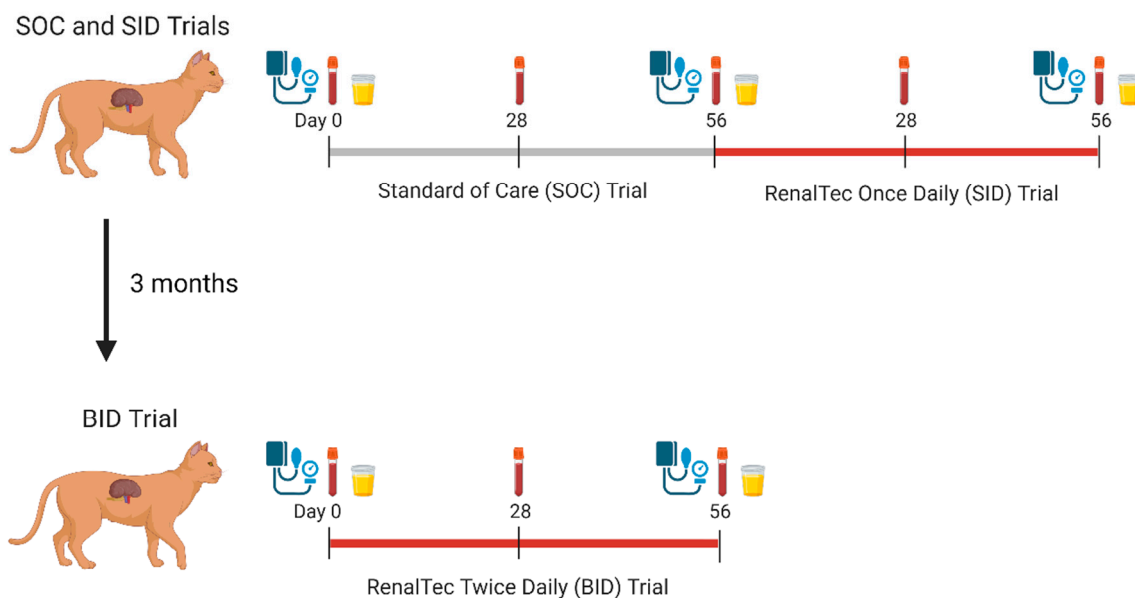 SOC and SID Trials
Day 0 28 56 28 56
Standard of Care (SOC) Trial RenalTec Once Daily (SID) Trial
3 months
BID Trial
Day 0 28 56
RenalTec Twice Daily (BID) Trial